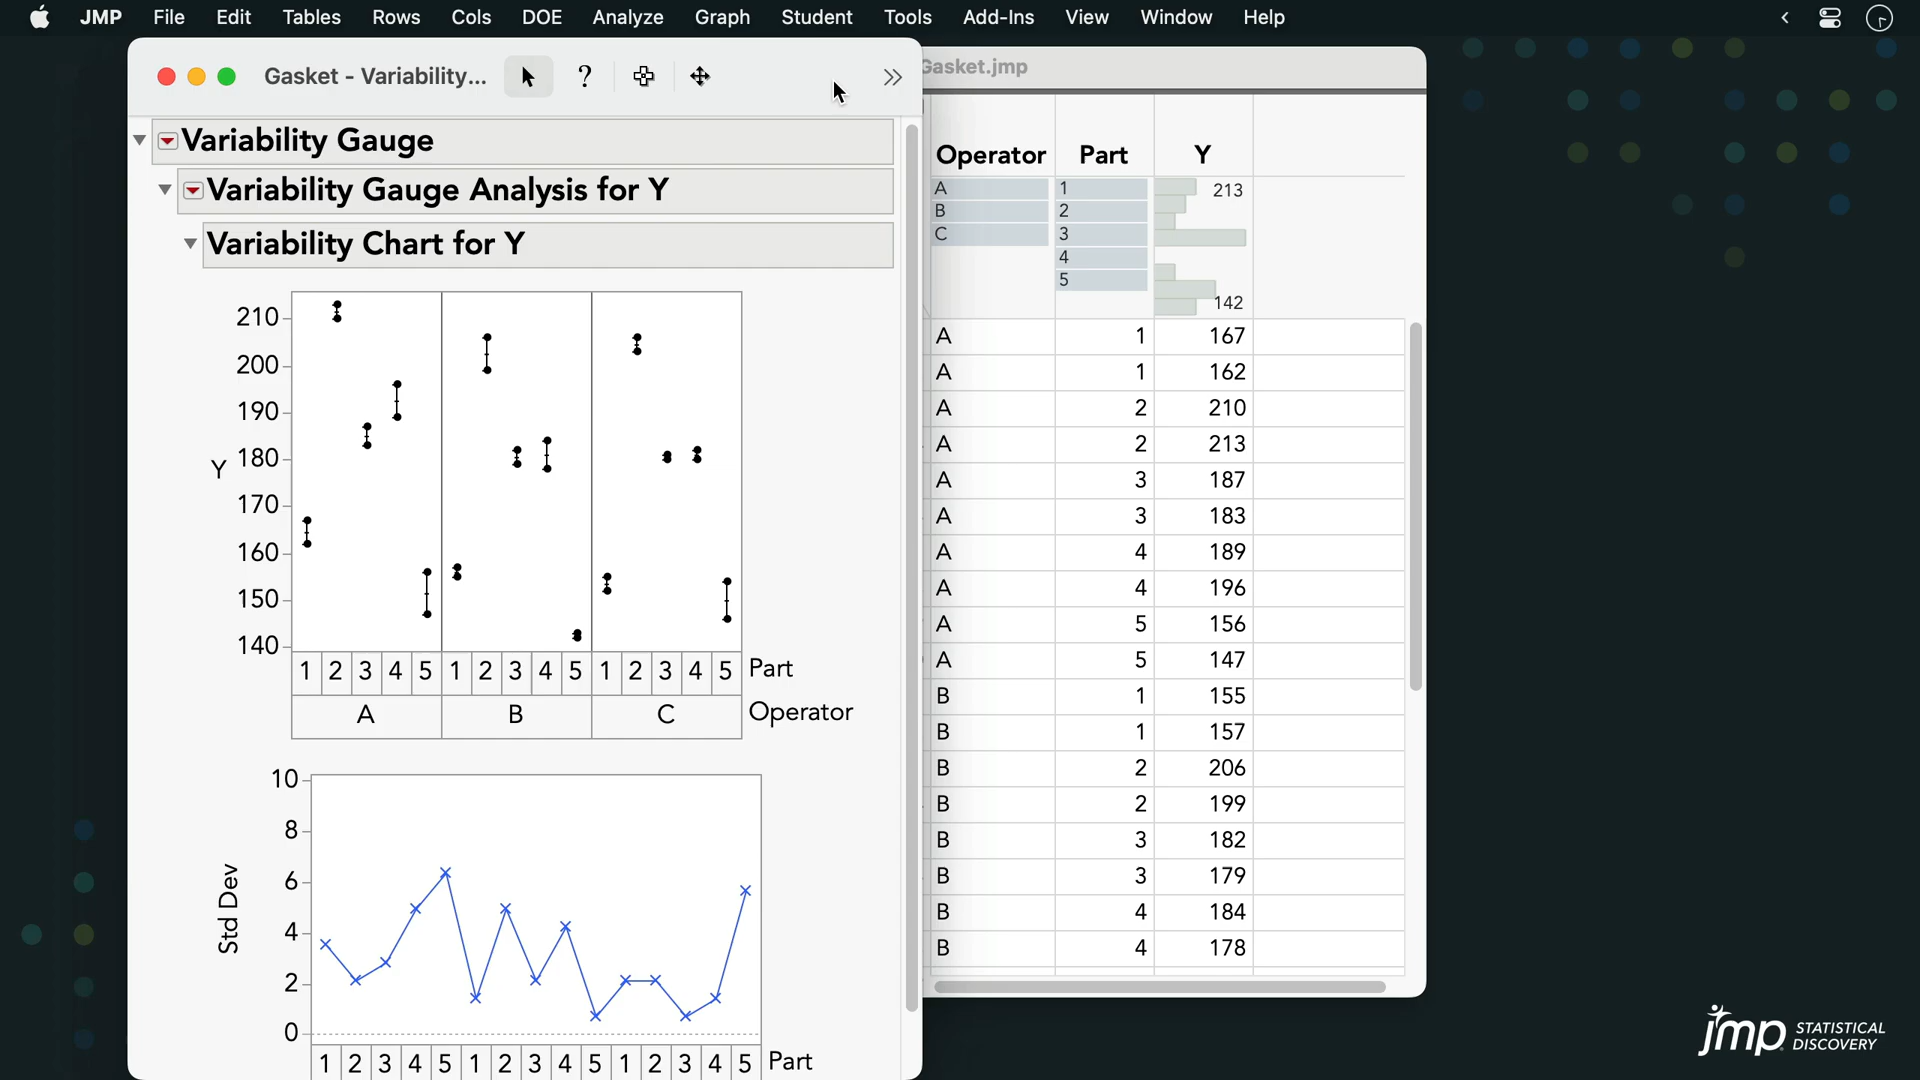 JMP File Edit Tables Rows Cols DOE Analyze Graph Student Tools Add-Ins View Window Help
Gasket - Variability... ?
Variability Gauge
Variability Gauge Analysis for Y
Variability Chart for Y
210
200
190
180
170
160
150
140
Y
1 2 3 4 5 1 2 3 4 5 1 2 3 4 5 Part
A B C Operator
10
8
6
4
2
0
Std Dev
1 2 3 4 5 1 2 3 4 5 1 2 3 4 5 Part
Gasket.jmp
Operator Part Y
A 1 213
B 2
C 3
4
5 142
A 1 167
A 1 162
A 2 210
A 2 213
A 3 187
A 3 183
A 4 189
A 4 196
A 5 156
A 5 147
B 1 155
B 1 157
B 2 206
B 2 199
B 3 182
B 3 179
B 4 184
B 4 178
jmp STATISTICAL
DISCOVERY